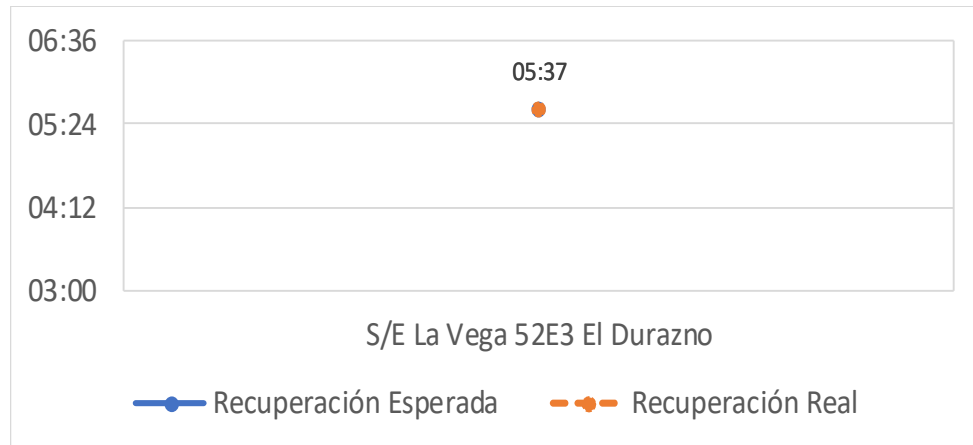 06:36
05:37
05:24
04:12
03:00
S/E La Vega 52E3 El Durazno
Recuperación Esperada
Recuperación Real